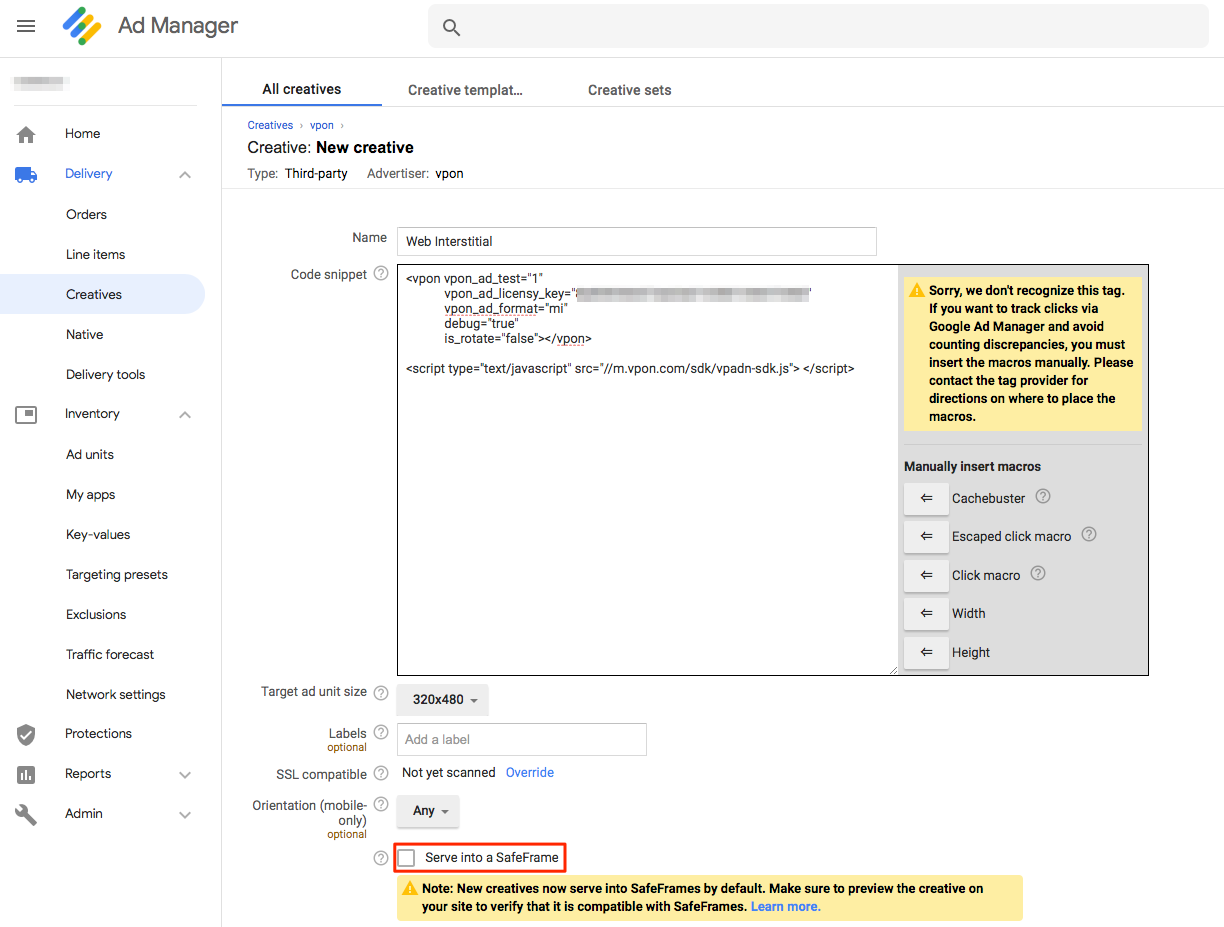 Ad Manager
All creatives
Creative templat...
Creative sets
Home
Delivery
Orders
Line items
Creatives
Native
Delivery tools
Inventory
Ad units
My apps
Key-values
Targeting presets
Exclusions
Traffic forecast
Network settings
Protections
Reports
Admin
Creatives › vpon ›
Creative: New creative
Type: Third-party Advertiser: vpon
Name
Web Interstitial
Code snippet ?
<vpon vpon_ad_test="1"
vpon_ad_licensy_key="
vpon_ad_format="mi"
debug="true"
is_rotate="false"></vpon>
<script type="text/javascript" src="//m.vpon.com/sdk/vpadn-sdk.js"> </script>
Sorry, we don't recognize this tag.
If you want to track clicks via
Google Ad Manager and avoid
counting discrepancies, you must
insert the macros manually. Please
contact the tag provider for
directions on where to place the
macros.
Manually insert macros
⇐ Cachebuster ?
⇐ Escaped click macro ?
⇐ Click macro ?
⇐ Width
⇐ Height
Target ad unit size ? 320x480
Labels ? Add a label
optional
SSL compatible ? Not yet scanned Override
Orientation (mobile- ? Any
only)
optional
? Serve into a SafeFrame
Note: New creatives now serve into SafeFrames by default. Make sure to preview the creative on
your site to verify that it is compatible with SafeFrames. Learn more.